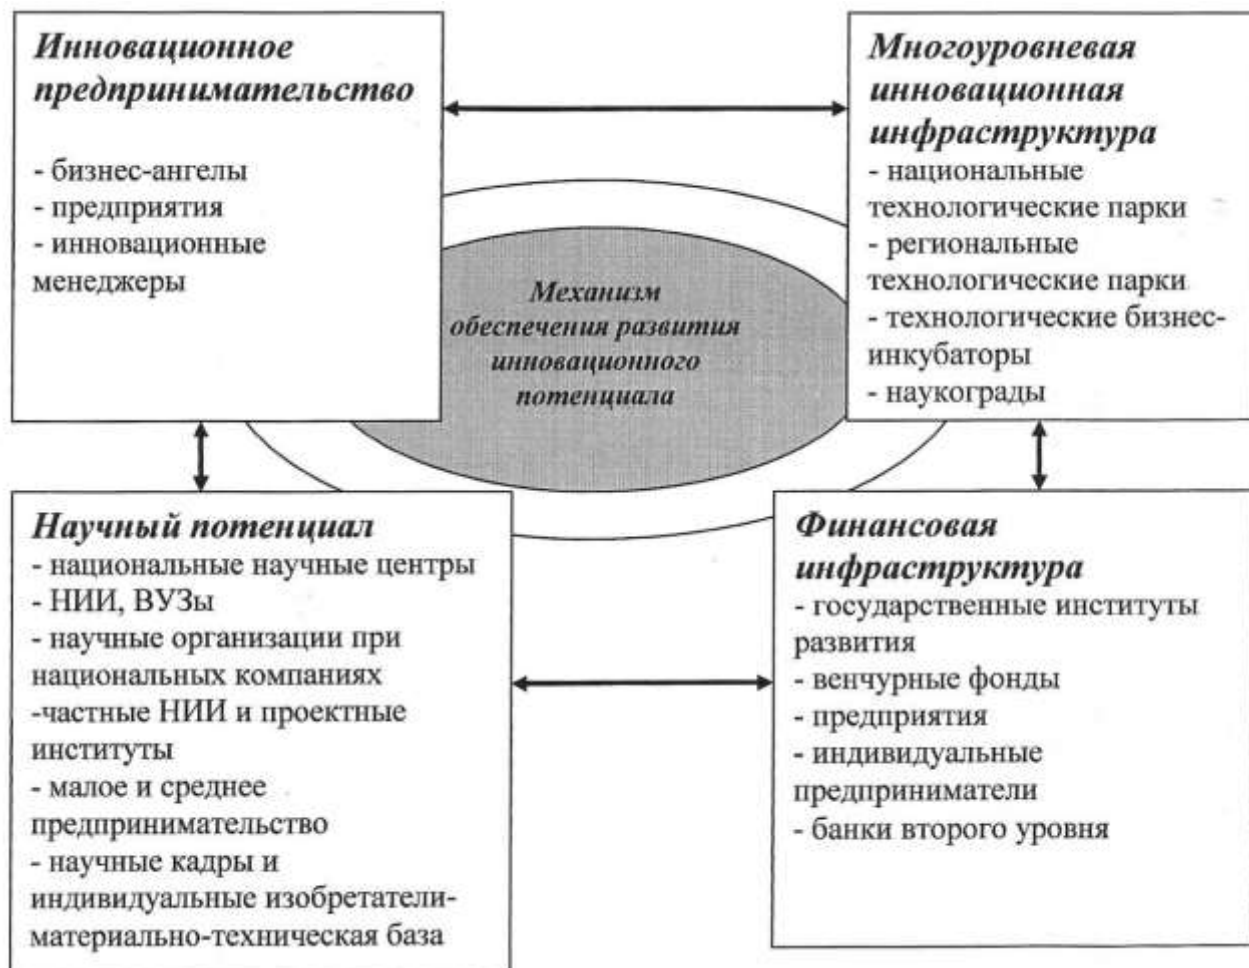 Инновационное
предпринимательство
- бизнес-ангелы
- предприятия
- инновационные
менеджеры
Многоуровневая
инновационная
инфраструктура
- национальные
технологические парки
- региональные
технологические парки
- технологические бизнес-
инкубаторы
- наукограды
Механизм
обеспечения развития
инновационного
потенциала
Научный потенциал
- национальные научные центры
- НИИ, ВУЗы
- научные организации при
национальных компаниях
-частные НИИ и проектные
институты
- малое и среднее
предпринимательство
- научные кадры и
индивидуальные изобретатели-
материально-техническая база
Финансовая
инфраструктура
- государственные институты
развития
- венчурные фонды
- предприятия
- индивидуальные
предприниматели
- банки второго уровня